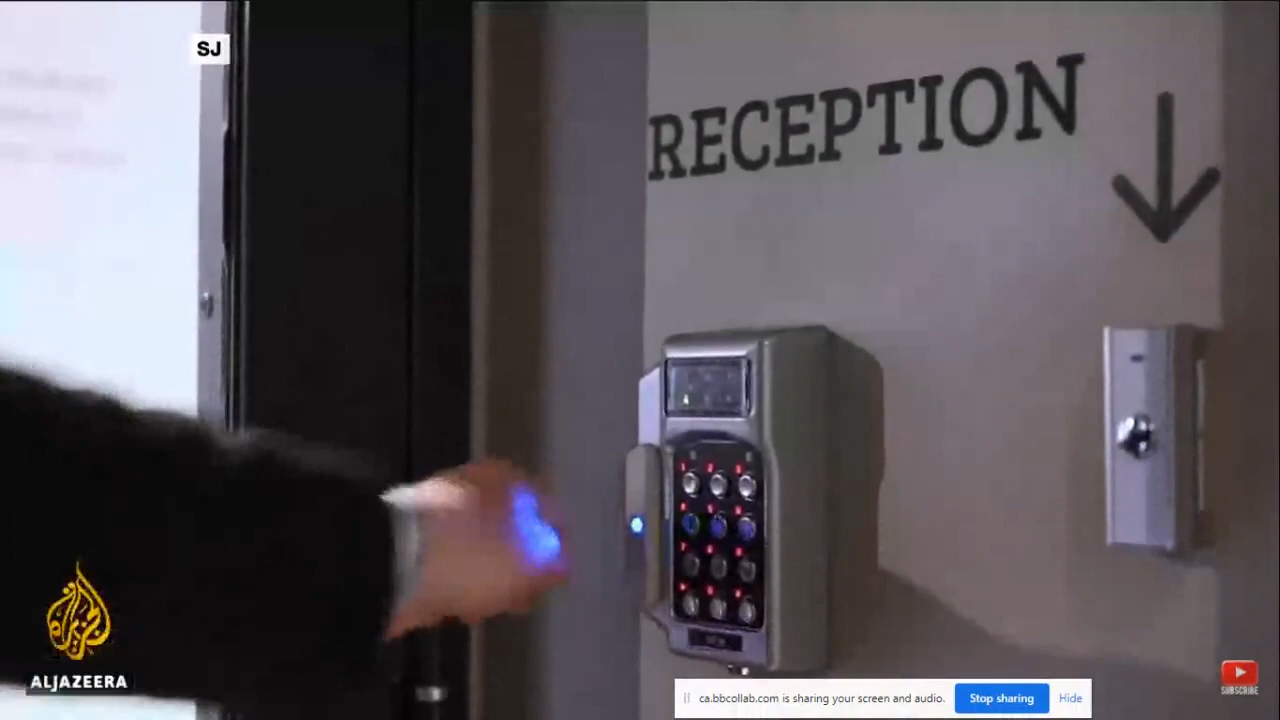 SJ
RECEPTION
ALJAZEERA
SUBSCRIBE
ca.bbcollab.com is sharing your screen and audio.
Stop sharing
Hide